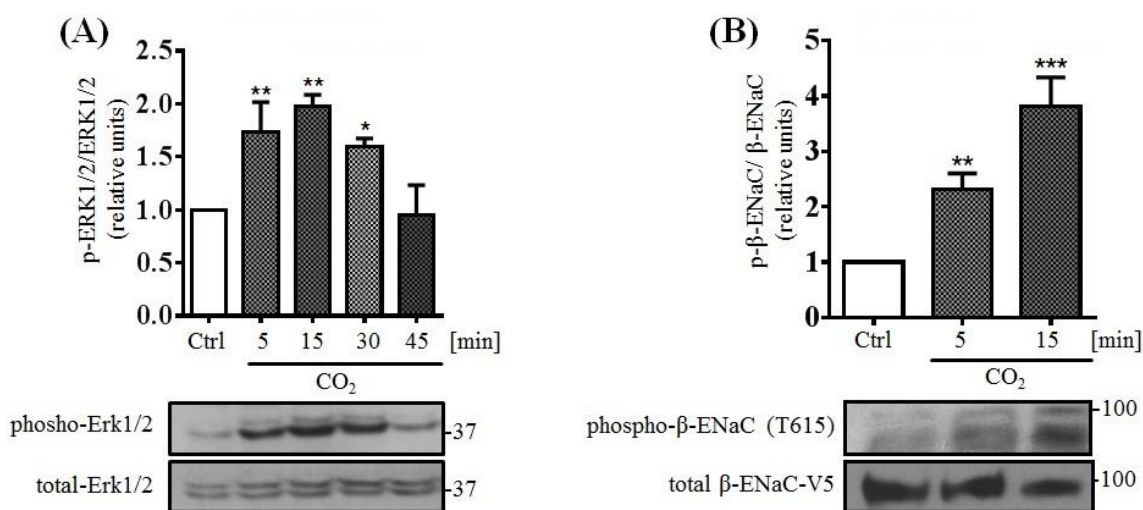 (A)
p-ERK1/2/ERK1/2
(relative units)
2.5
2.0
1.5
1.0
0.5
0.0
** ** *
Ctrl 5 15 30 45 [min]
CO2
phosho-Erk1/2 -37
total-Erk1/2 -37
(B)
p-β-ENaC/ β-ENaC
(relative units)
5
4
3
2
1
0
** ***
Ctrl 5 15 [min]
CO2
phospho-β-ENaC (T615) -100
total β-ENaC-V5 -100